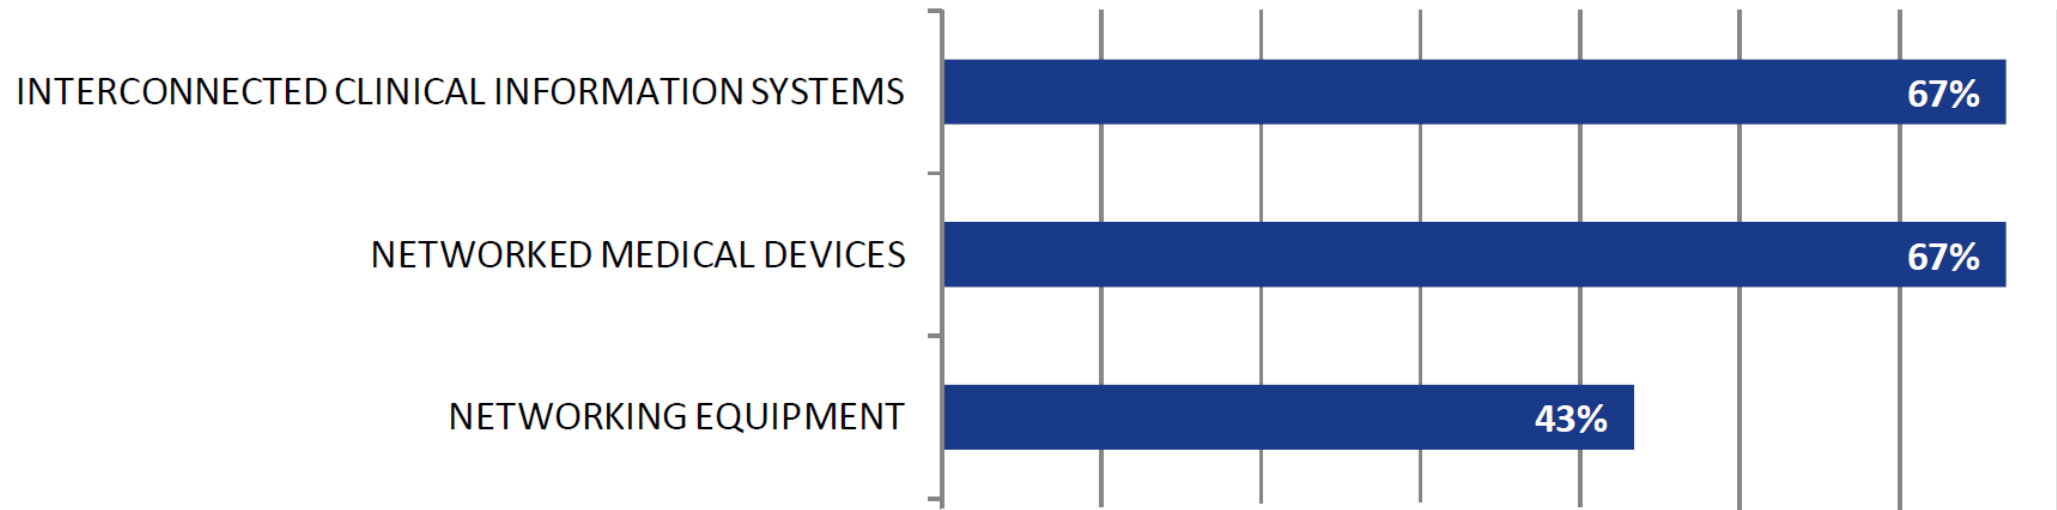 INTERCONNECTED CLINICAL INFORMATION SYSTEMS 67%
NETWORKED MEDICAL DEVICES 67%
NETWORKING EQUIPMENT 43%